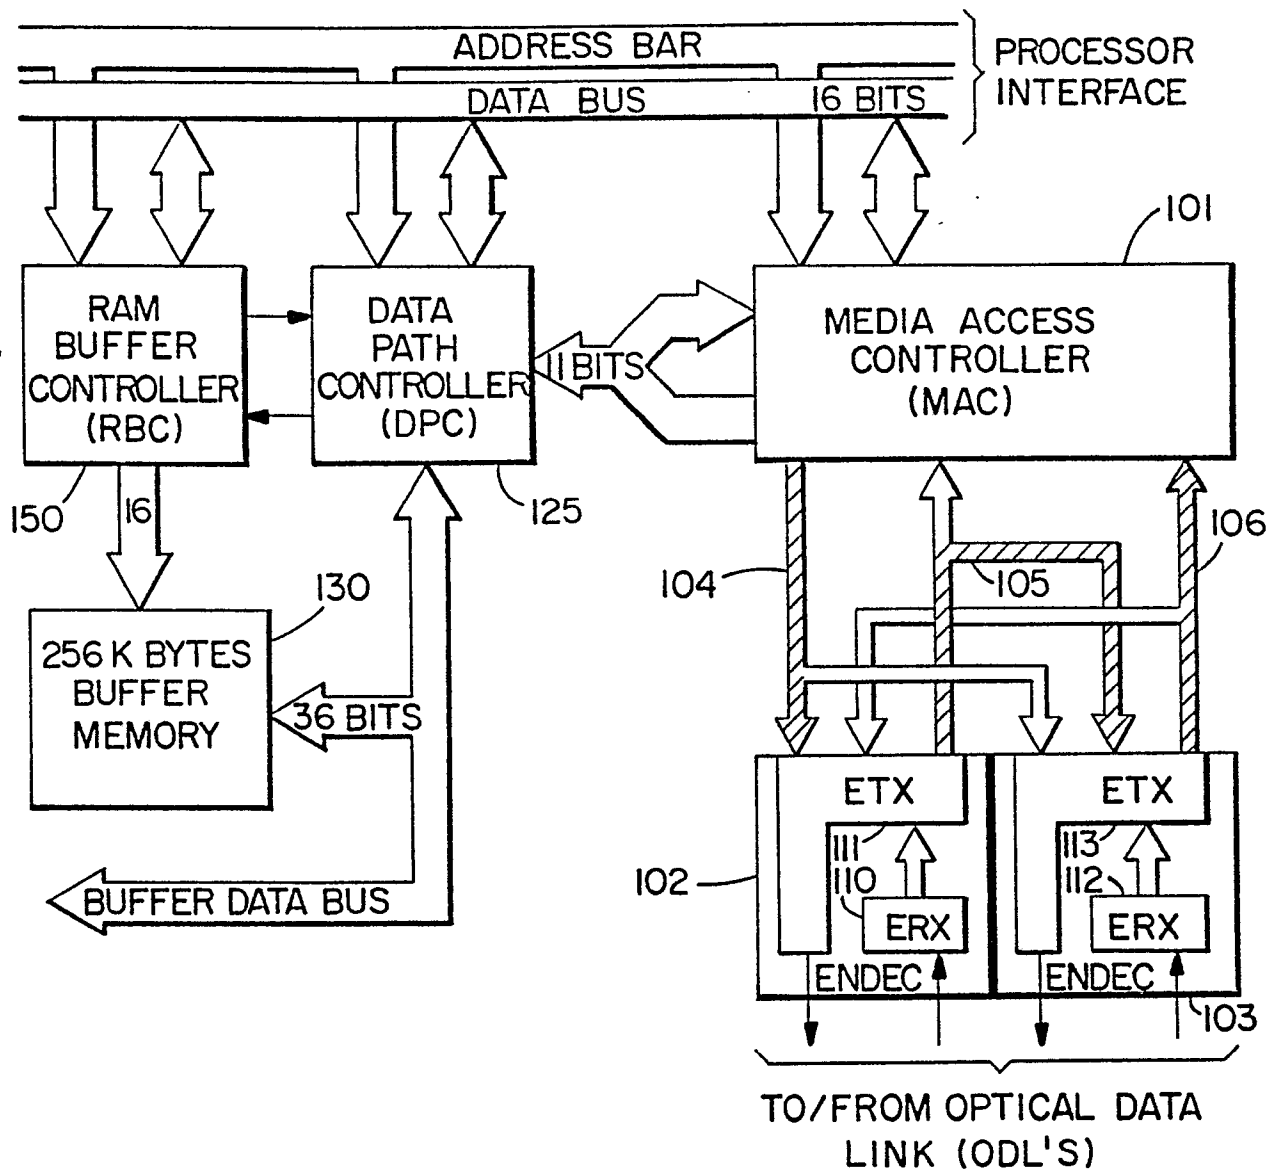 ADDRESS BAR
DATA BUS
16 BITS
PROCESSOR
INTERFACE
101
RAM
BUFFER
CONTROLLER
(RBC)
DATA
PATH
CONTROLLER
(DPC)
11 BITS
MEDIA ACCESS
CONTROLLER
(MAC)
150
16
125
130
104
105
106
256 K BYTES
BUFFER
MEMORY
36 BITS
BUFFER DATA BUS
102
ETX
111
110
ERX
ENDEC
ETX
113
112
ERX
ENDEC
103
TO/FROM OPTICAL DATA
LINK (ODL'S)